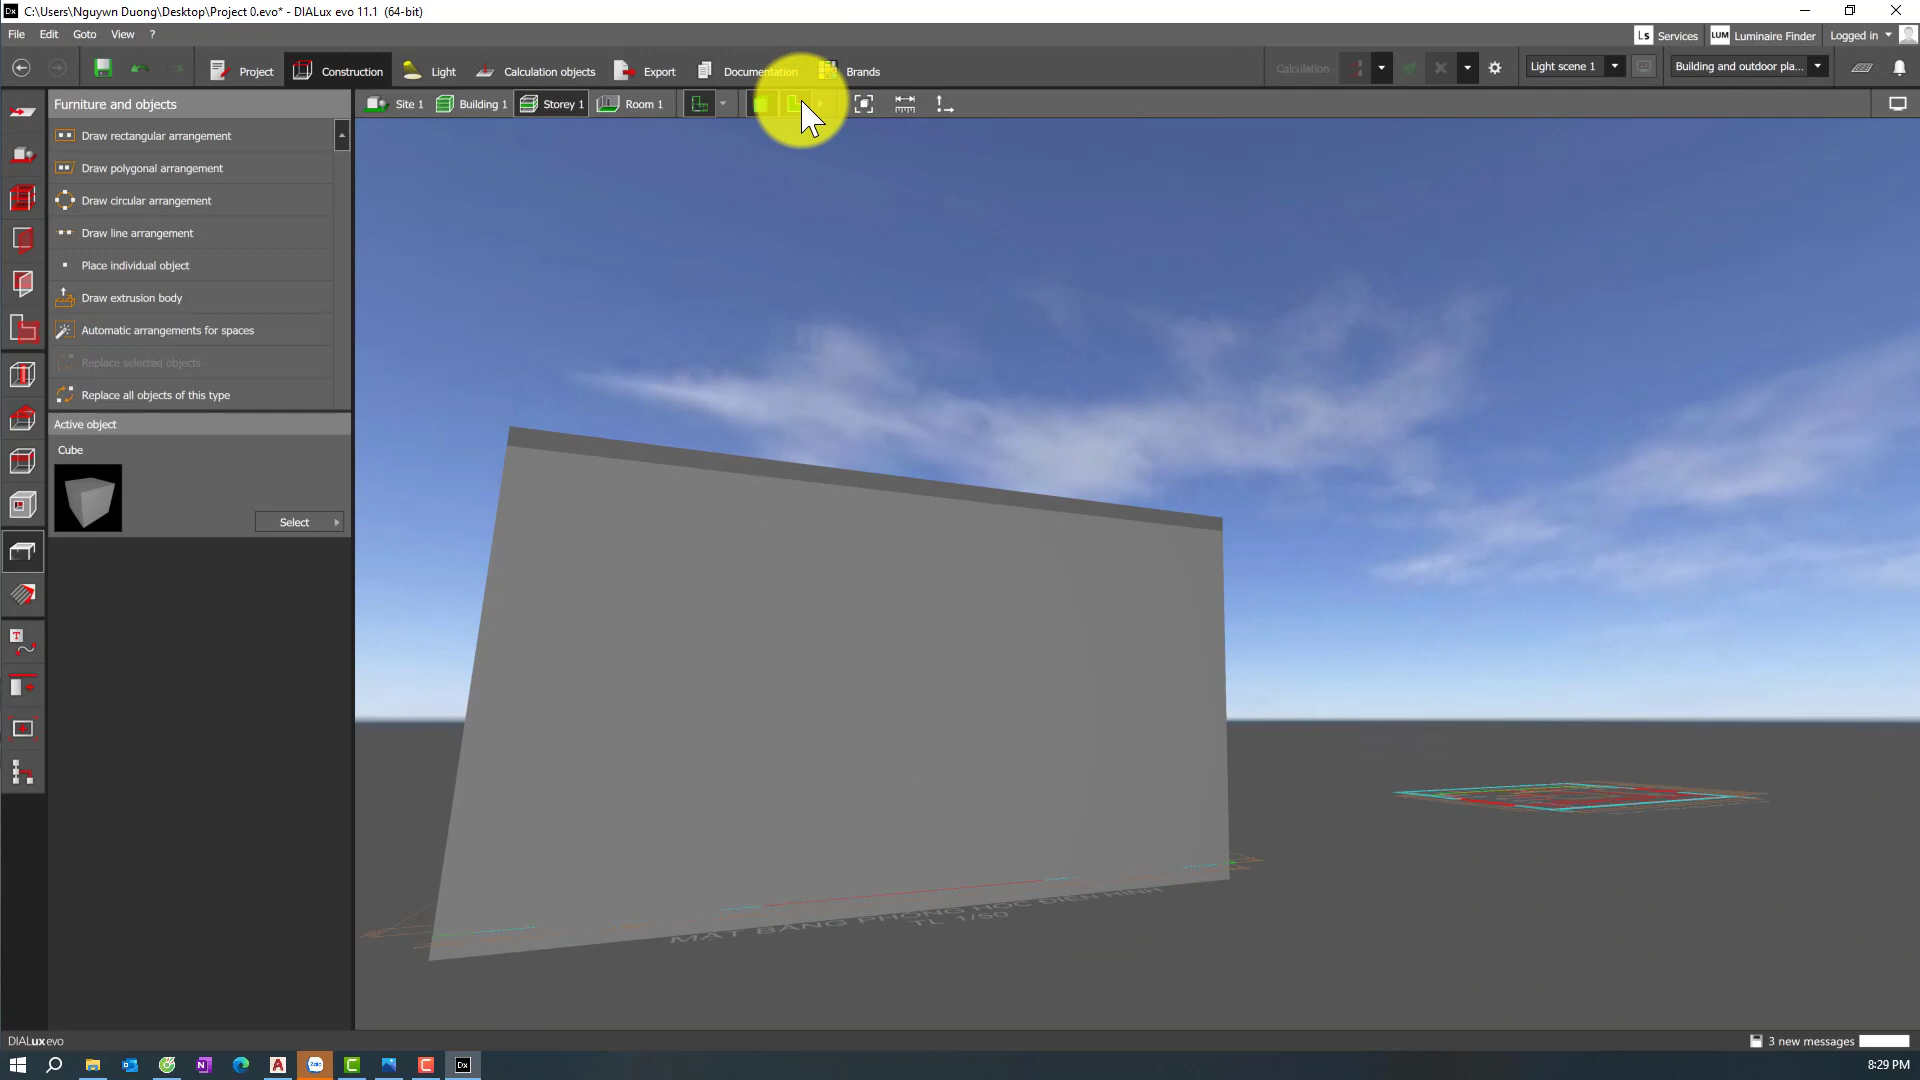 C:\Users\Nguywn Duong\Desktop\Project 0.evo* - DIALux evo 11.1 (64-bit)
File Edit Goto View ?
Services Luminaire Finder Logged in
Project Construction Light Calculation objects Export Documentation Brands
Calculation Light scene 1 Building and outdoor pla...
Site 1 Building 1 Storey 1 Room 1
Furniture and objects
Draw rectangular arrangement
Draw polygonal arrangement
Draw circular arrangement
Draw line arrangement
Place individual object
Draw extrusion body
Automatic arrangements for spaces
Replace selected objects
Replace all objects of this type
Active object
Cube
Select
MẶT BẰNG PHÒNG HỌC ĐIỂN HÌNH
TL 1/50
DIALux evo
3 new messages
8:29 PM